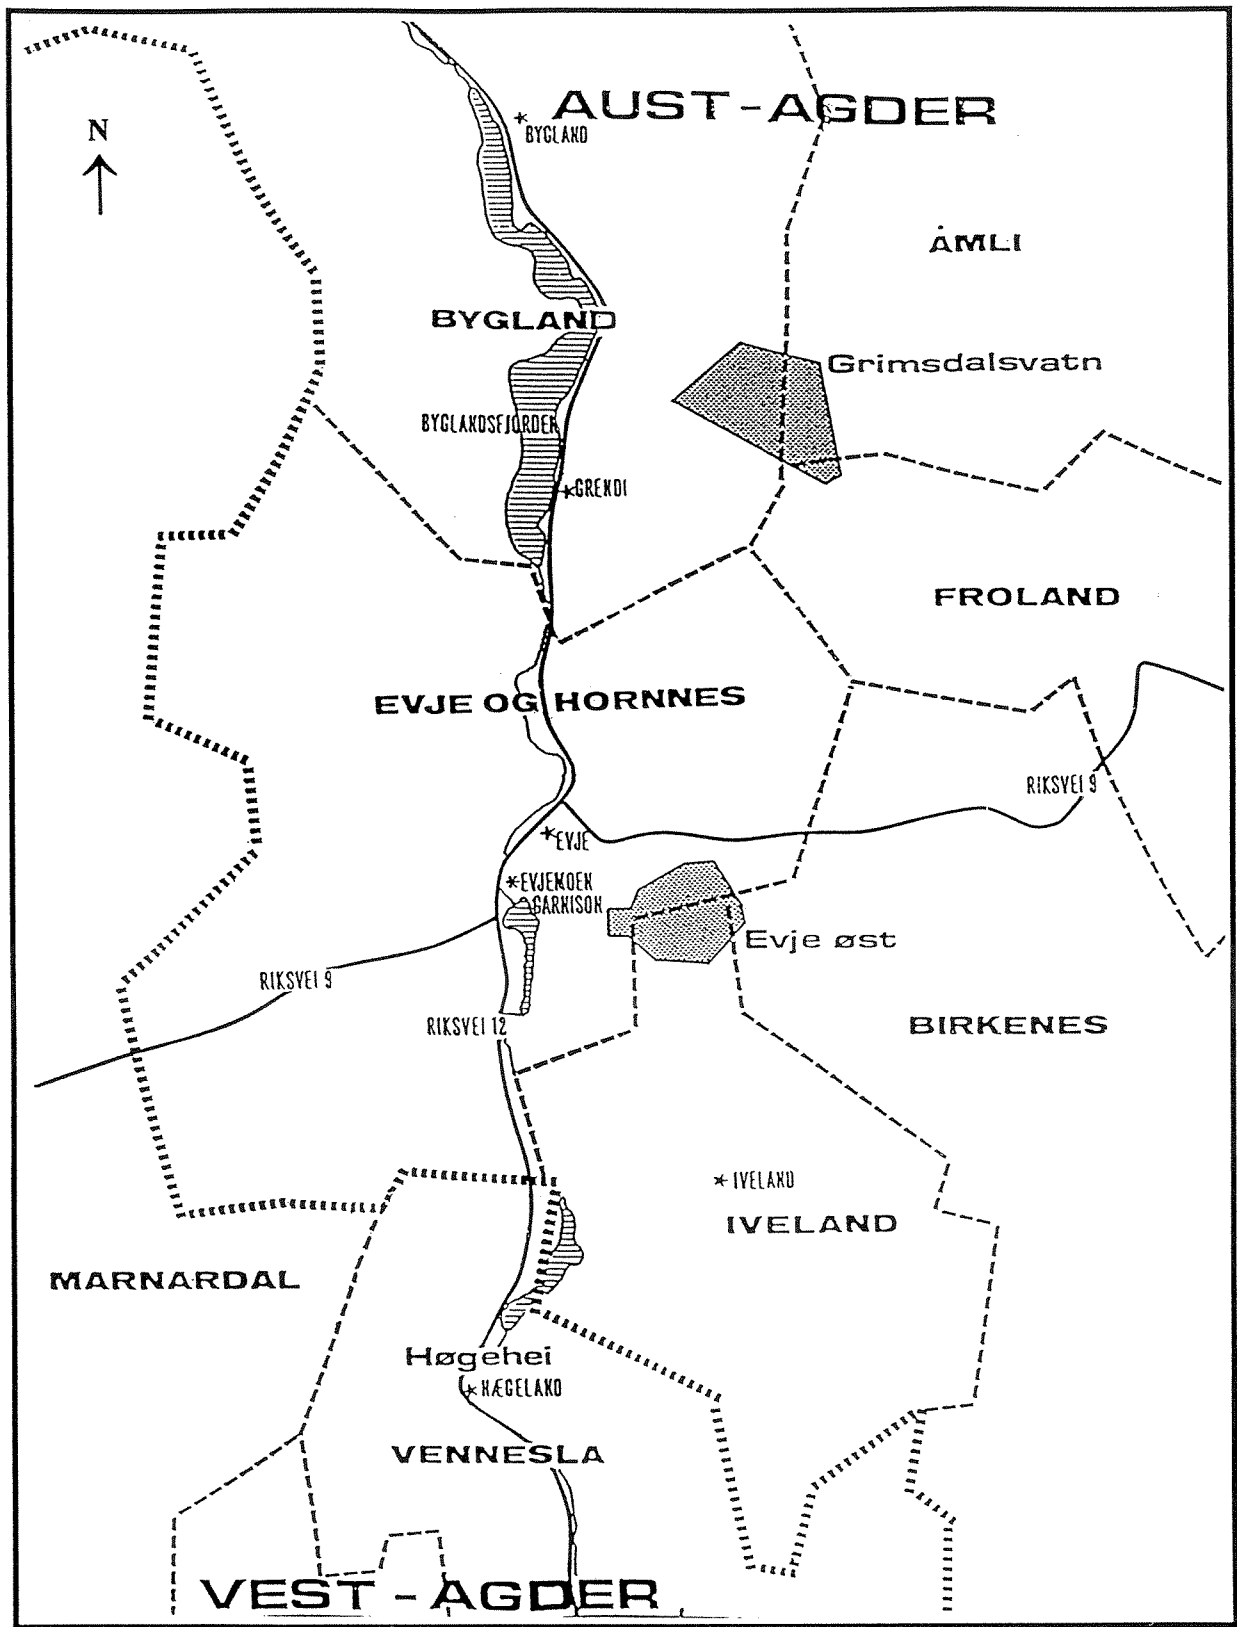 AUST-AGDER
N
BYGLAND
ÅMLI
BYGLAND
Grimsdalsvatn
BYGLANDSFJORDEN
GRENDI
FROLAND
EVJE OG HORNNES
RIKSVEI 9
EVJE
EVJEMOEN
GARNISON
Evje øst
RIKSVEI 9
RIKSVEI 12
BIRKENES
IVELAND
IVELAND
MARNARDAL
Høgehei
HÆGELAND
VENNESLA
VEST-AGDER